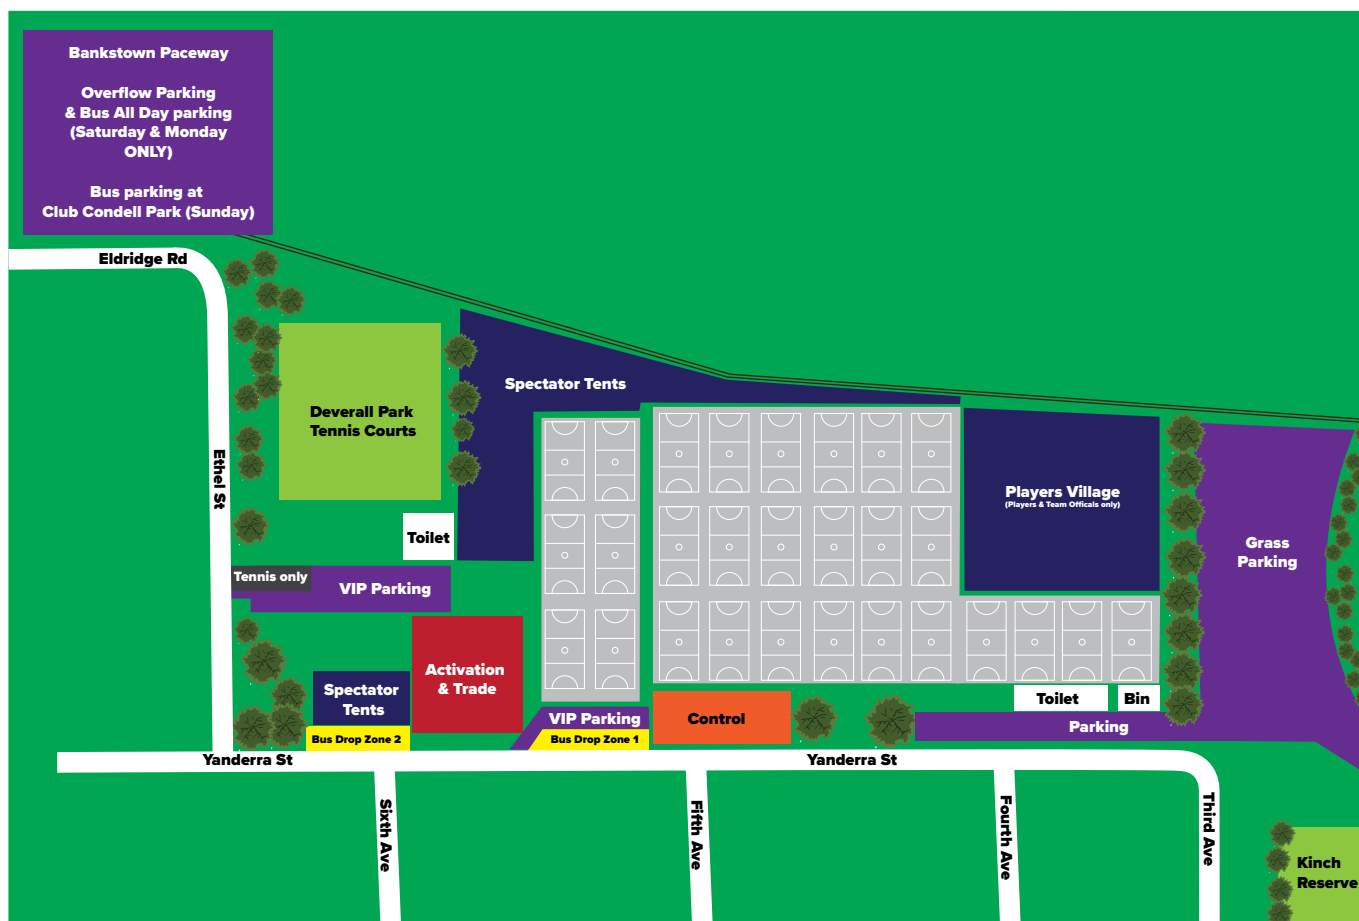 Bankstown Paceway
Overflow Parking
& Bus All Day parking
(Saturday & Monday
ONLY)
Bus parking at
Club Condell Park (Sunday)
Eldridge Rd
Spectator Tents
Deverall Park
Tennis Courts
Ethel St
Players Village
(Players & Team Officals only)
Grass
Parking
Toilet
Tennis only
VIP Parking
Activation
& Trade
Spectator
Tents
Bus Drop Zone 2
VIP Parking
Bus Drop Zone 1
Control
Toilet
Bin
Parking
Yanderra St
Yanderra St
Sixth Ave
Fifth Ave
Fourth Ave
Third Ave
Kinch
Reserve